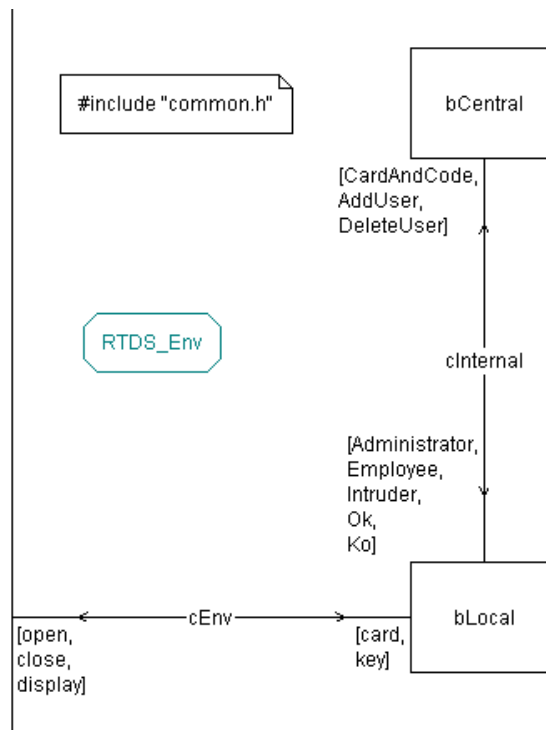 #include "common.h"
bCentral
[CardAndCode,
AddUser,
DeleteUser]
RTDS_Env
cInternal
[Administrator,
Employee,
Intruder,
Ok,
Ko]
cEnv
bLocal
[open,
close,
display]
[card,
key]